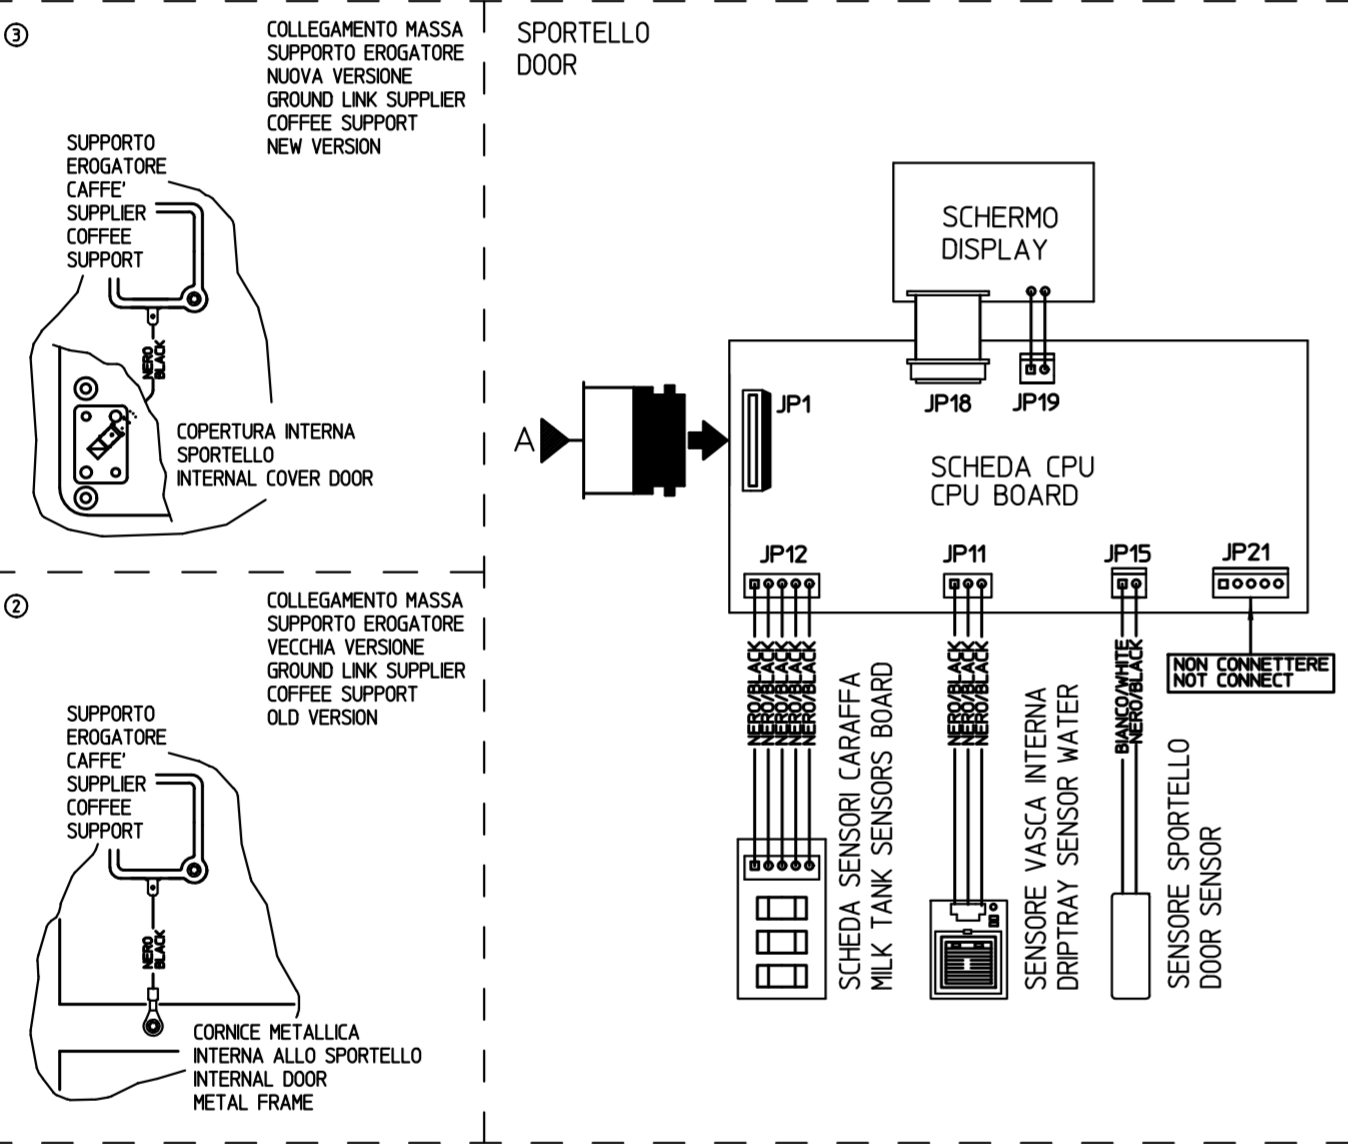 ③
COLLEGAMENTO MASSA
SUPPORTO EROGATORE
NUOVA VERSIONE
GROUND LINK SUPPLIER
COFFEE SUPPORT
NEW VERSION
SUPPORTO
EROGATORE
CAFFE'
SUPPLIER
COFFEE
SUPPORT
NERO
BLACK
COPERTURA INTERNA
SPORTELLO
INTERNAL COVER DOOR
②
COLLEGAMENTO MASSA
SUPPORTO EROGATORE
VECCHIA VERSIONE
GROUND LINK SUPPLIER
COFFEE SUPPORT
OLD VERSION
SUPPORTO
EROGATORE
CAFFE'
SUPPLIER
COFFEE
SUPPORT
NERO
BLACK
CORNICE METALLICA
INTERNA ALLO SPORTELLO
INTERNAL DOOR
METAL FRAME
SPORTELLO
DOOR
SCHERMO
DISPLAY
A
JP1
JP18
JP19
SCHEDA CPU
CPU BOARD
JP12
JP11
JP15
JP21
NERO/BLACK
NERO/BLACK
NERO/BLACK
NERO/BLACK
NERO/BLACK
SCHEDA SENSORI CARAFFA
MILK TANK SENSORS BOARD
NERO/BLACK
NERO/BLACK
NERO/BLACK
SENSORE VASCA INTERNA
DRIPTRAY SENSOR WATER
BIANCO/WHITE
NERO/BLACK
SENSORE SPORTELLO
DOOR SENSOR
NON CONNETTERE
NOT CONNECT